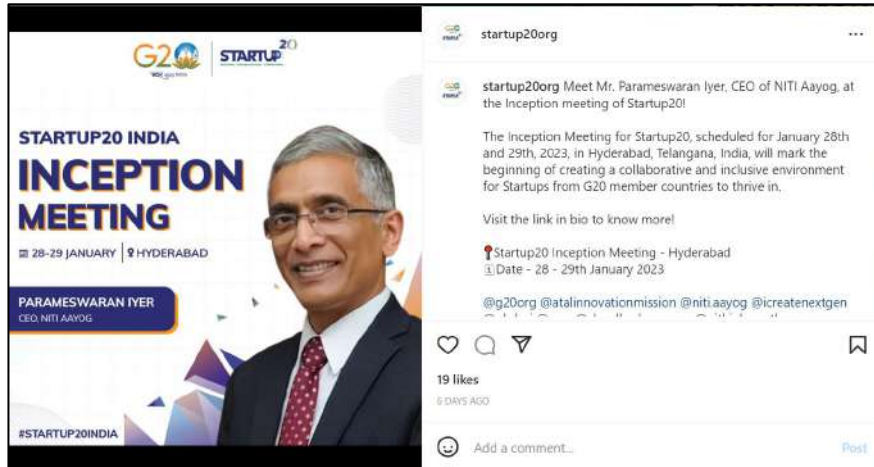 G20
STARTUP20
STARTUP20 INDIA
INCEPTION
MEETING
28-29 JANUARY | HYDERABAD
PARAMESWARAN IYER
CEO, NITI AAYOG
#STARTUP20INDIA
startup20org
startup20org Meet Mr. Parameswaran Iyer, CEO of NITI Aayog, at
the Inception meeting of Startup20!
The Inception Meeting for Startup20, scheduled for January 28th
and 29th, 2023, in Hyderabad, Telangana, India, will mark the
beginning of creating a collaborative and inclusive environment
for Startups from G20 member countries to thrive in.
Visit the link in bio to know more!
📍Startup20 Inception Meeting - Hyderabad
Date - 28 - 29th January 2023
@g20org @atalinnovationmission @niti.aayog @icreatenextgen
19 likes
6 DAYS AGO
Add a comment...
Post